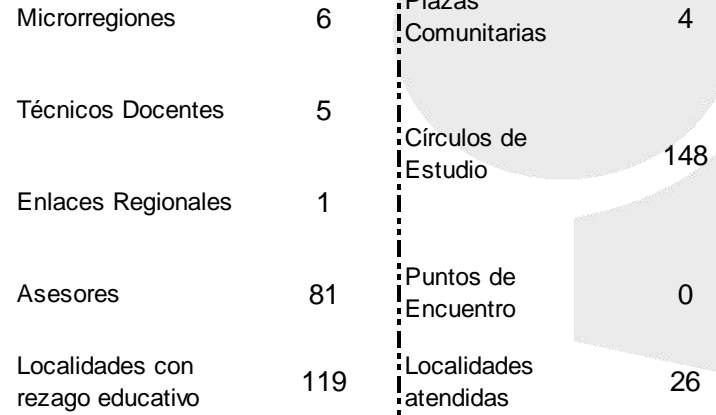 Microrregiones 6
Técnicos Docentes 5
Enlaces Regionales 1
Asesores 81
Localidades con
rezago educativo 119
Plazas
Comunitarias 4
Círculos de
Estudio 148
Puntos de
Encuentro 0
Localidades
atendidas 26